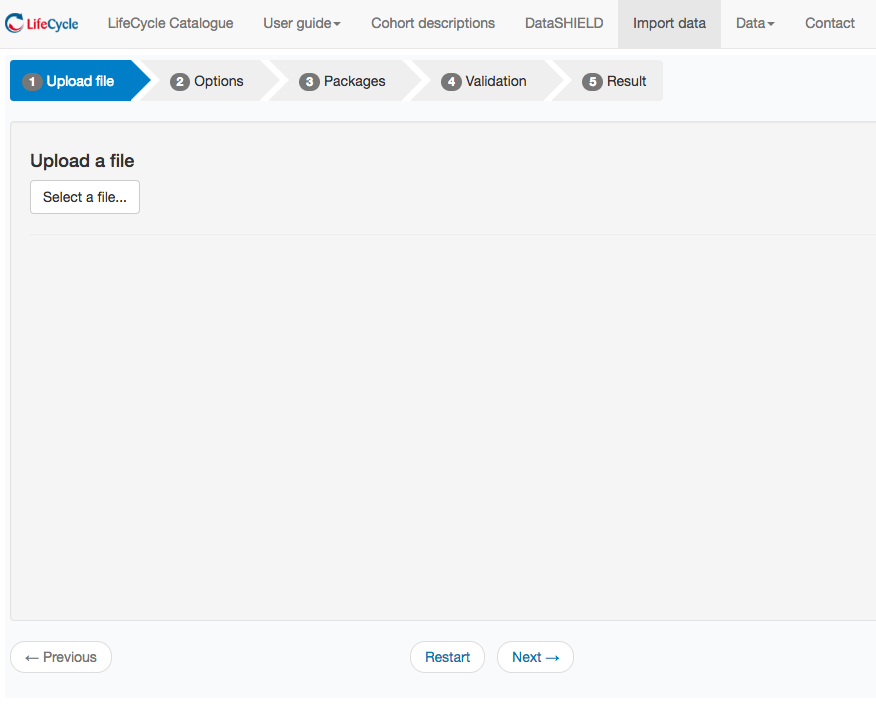 LifeCycle LifeCycle Catalogue User guide Cohort descriptions DataSHIELD Import data Data Contact
1 Upload file 2 Options 3 Packages 4 Validation 5 Result
Upload a file
Select a file...
← Previous Restart Next →